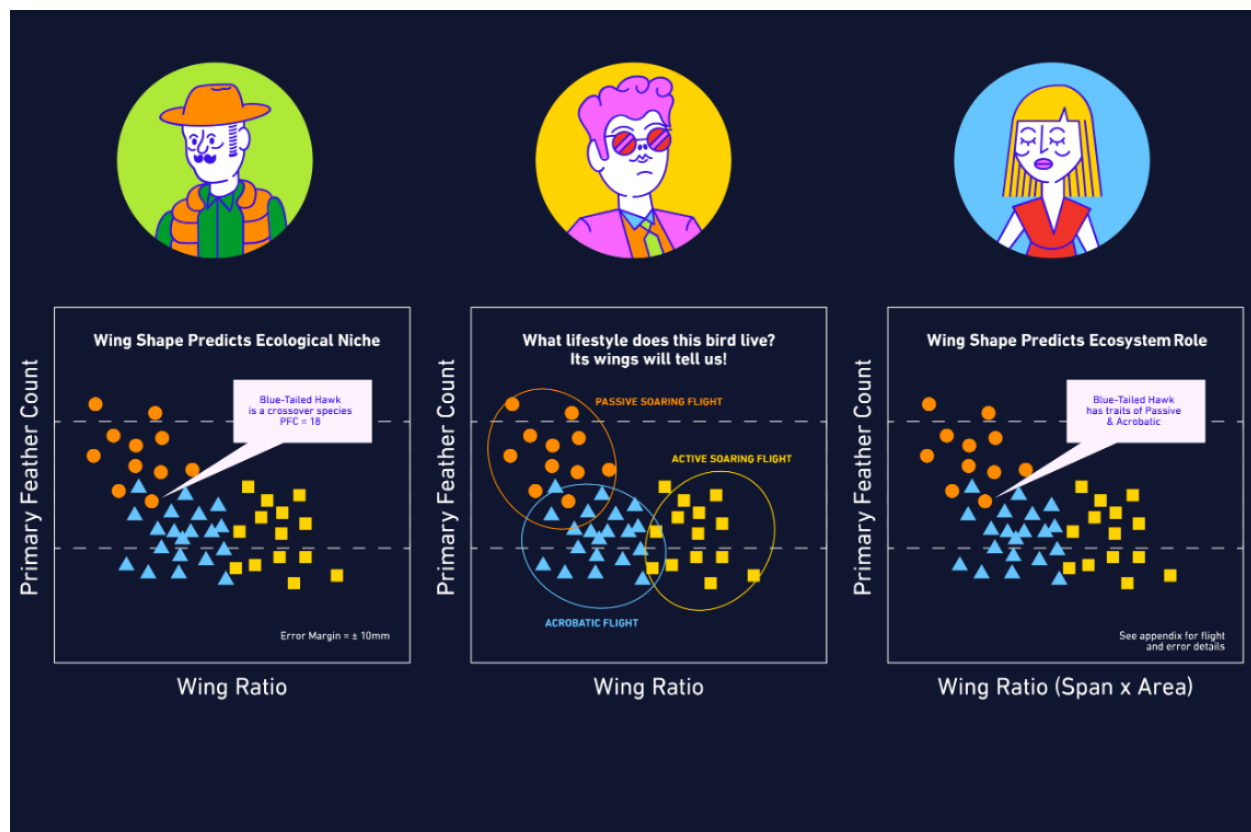 Wing Shape Predicts Ecological Niche
Primary Feather Count
Blue-Tailed Hawk
is a crossover species
PFC = 18
Error Margin = ± 10mm
Wing Ratio
What lifestyle does this bird live?
Its wings will tell us!
Primary Feather Count
PASSIVE SOARING FLIGHT
ACTIVE SOARING FLIGHT
ACROBATIC FLIGHT
Wing Ratio
Wing Shape Predicts Ecosystem Role
Primary Feather Count
Blue-Tailed Hawk
has traits of Passive
& Acrobatic
See appendix for flight
and error details
Wing Ratio (Span x Area)